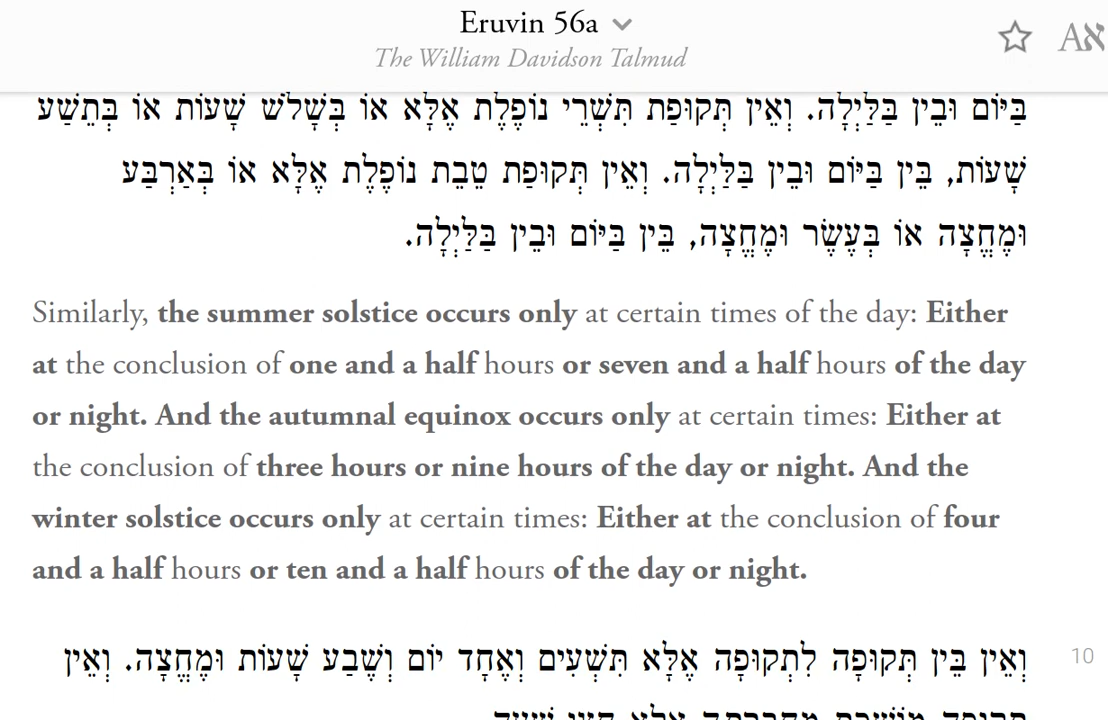 Eruvin 56a
The William Davidson Talmud
Aא
בַּיּוֹם וּבֵין בַּלַּיְלָה. וְאֵין תְּקוּפַת תִּשְׁרֵי נוֹפֶלֶת אֶלָּא אוֹ בְּשָׁלֹשׁ שָׁעוֹת אוֹ בְּתֵשַׁע
שָׁעוֹת, בֵּין בַּיּוֹם וּבֵין בַּלַּיְלָה. וְאֵין תְּקוּפַת טֵבֵת נוֹפֶלֶת אֶלָּא אוֹ בְּאַרְבַּע
וּמֶחֱצָה אוֹ בְּעֶשֶׂר וּמֶחֱצָה, בֵּין בַּיּוֹם וּבֵין בַּלַּיְלָה.
Similarly, the summer solstice occurs only at certain times of the day: Either
at the conclusion of one and a half hours or seven and a half hours of the day
or night. And the autumnal equinox occurs only at certain times: Either at
the conclusion of three hours or nine hours of the day or night. And the
winter solstice occurs only at certain times: Either at the conclusion of four
and a half hours or ten and a half hours of the day or night.
וְאֵין בֵּין תְּקוּפָה לִתְקוּפָה אֶלָּא תִּשְׁעִים וְאֶחָד יוֹם וְשֶׁבַע שָׁעוֹת וּמֶחֱצָה. וְאֵין
10